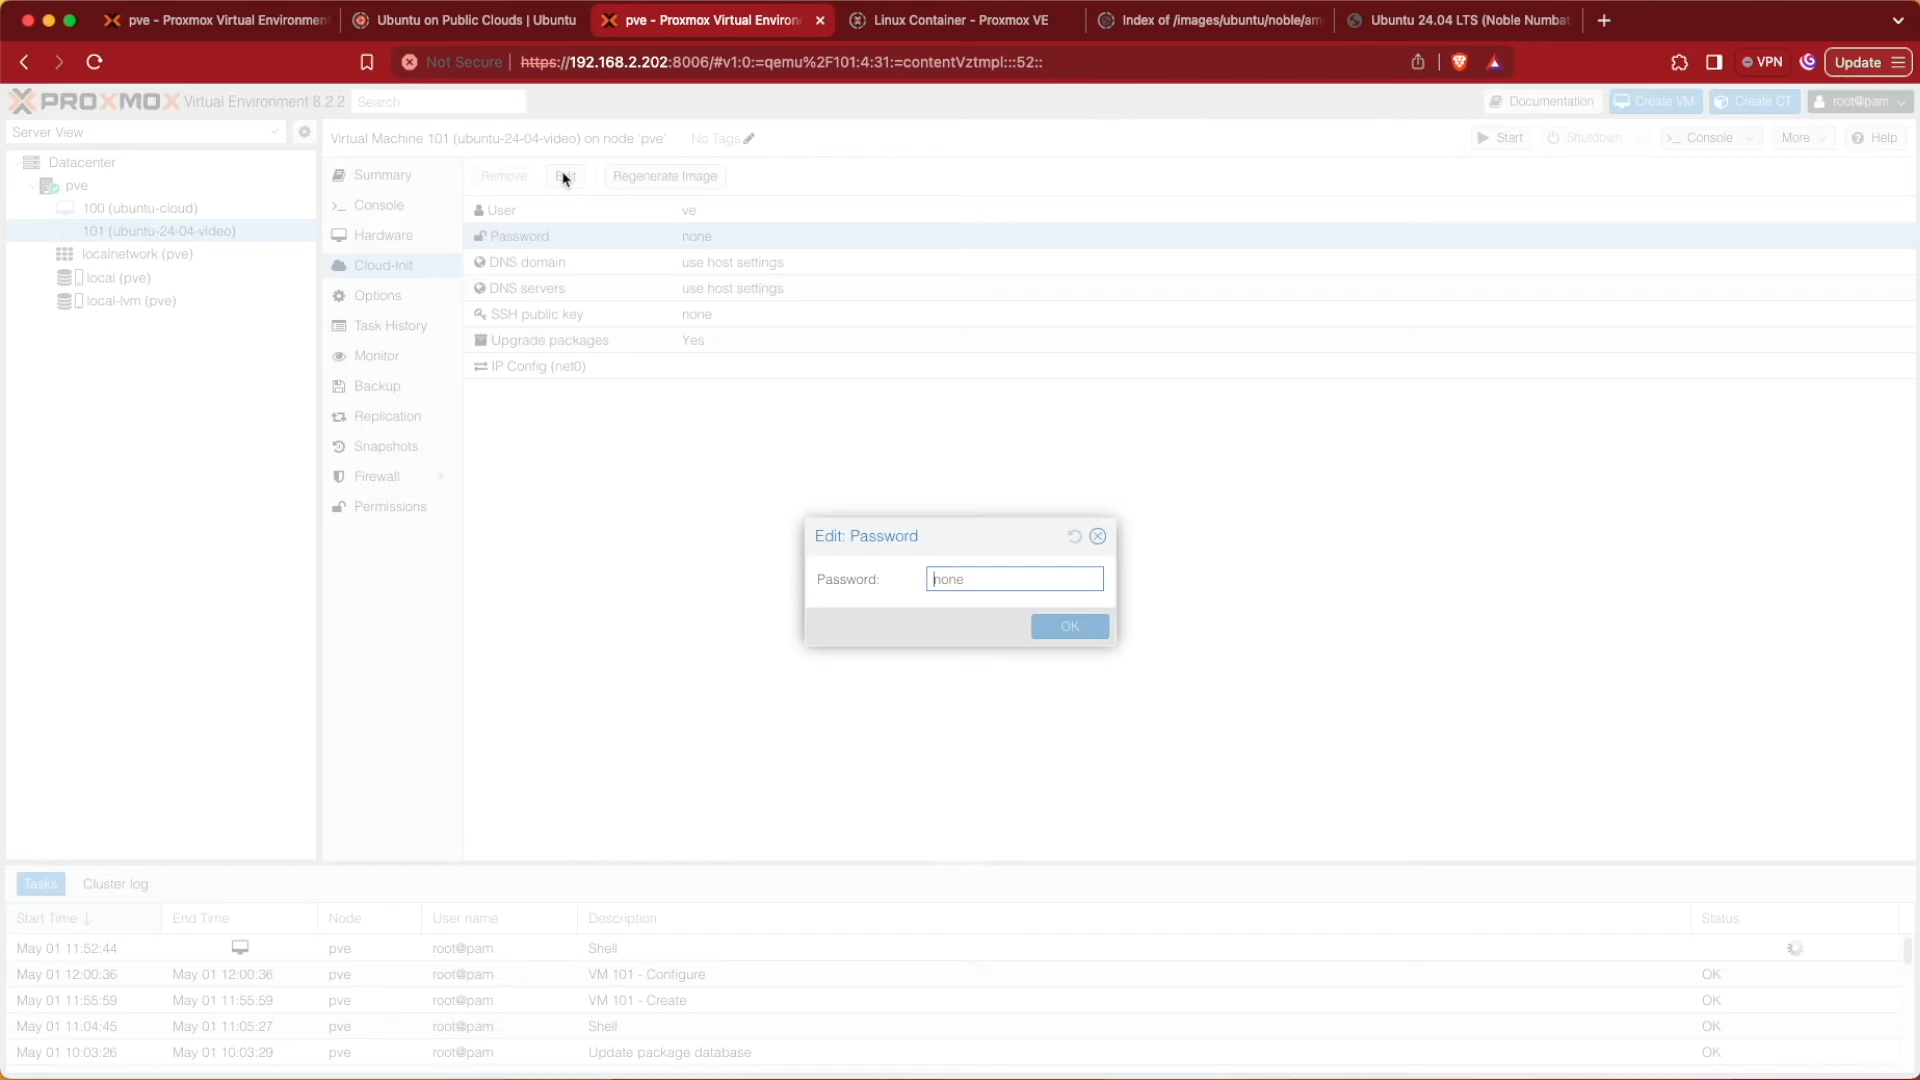 pve - Proxmox Virtual Environment
Ubuntu on Public Clouds | Ubuntu
pve - Proxmox Virtual Environ
Linux Container - Proxmox VE
Index of /images/ubuntu/noble/am
Ubuntu 24.04 LTS (Noble Numbat
Not Secure
https://192.168.2.202:8006/#v1:0:=qemu%2F101:4:31:=contentVztmpl:::52::
VPN
Update
PROXMOX Virtual Environment 8.2.2
Search
Documentation
Create VM
Create CT
root@pam
Server View
Virtual Machine 101 (ubuntu-24-04-video) on node 'pve'
No Tags
Start
Shutdown
Console
More
Help
Datacenter
pve
100 (ubuntu-cloud)
101 (ubuntu-24-04-video)
localnetwork (pve)
local (pve)
local-lvm (pve)
Summary
Console
Hardware
Cloud-Init
Options
Task History
Monitor
Backup
Replication
Snapshots
Firewall
Permissions
Remove
Edit
Regenerate Image
User ve
Password none
DNS domain use host settings
DNS servers use host settings
SSH public key none
Upgrade packages Yes
IP Config (net0)
Edit: Password
Password: none
OK
Tasks
Cluster log
Start Time End Time Node User name Description Status
May 01 11:52:44 pve root@pam Shell
May 01 12:00:36 May 01 12:00:36 pve root@pam VM 101 - Configure OK
May 01 11:55:59 May 01 11:55:59 pve root@pam VM 101 - Create OK
May 01 11:04:45 May 01 11:05:27 pve root@pam Shell OK
May 01 10:03:26 May 01 10:03:29 pve root@pam Update package database OK